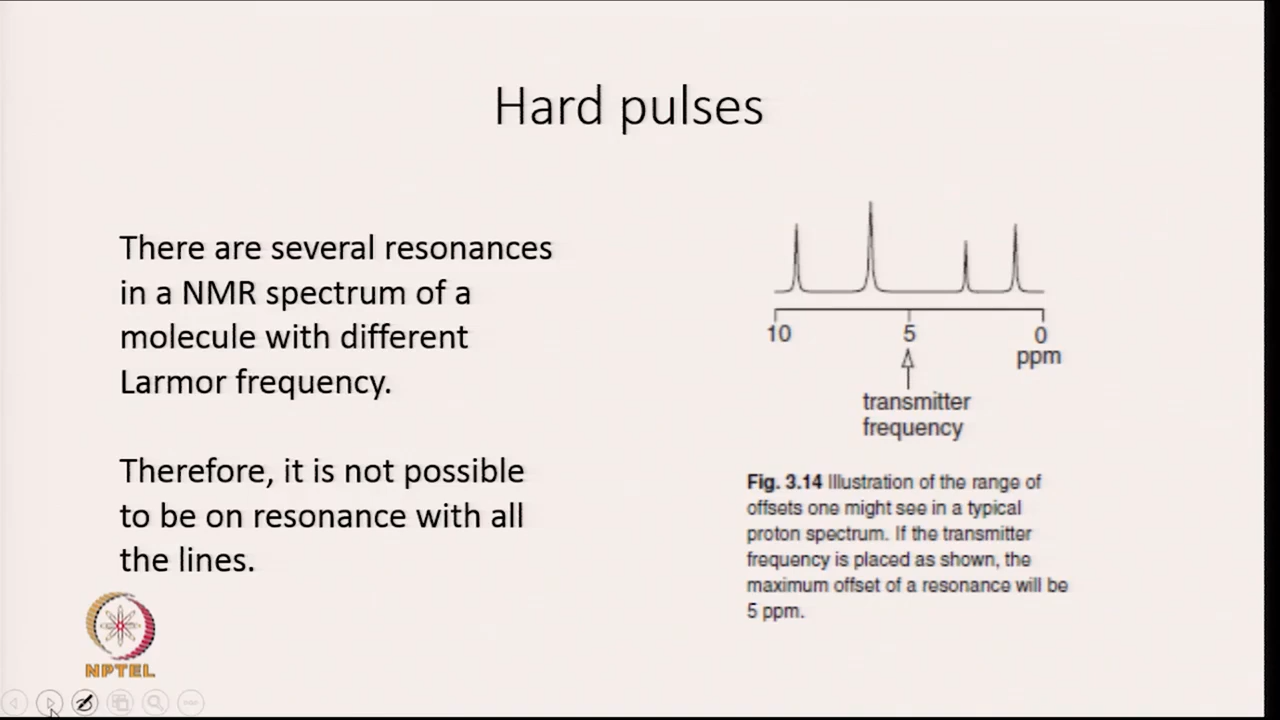 Hard pulses
There are several resonances
in a NMR spectrum of a
molecule with different
Larmor frequency.
Therefore, it is not possible
to be on resonance with all
the lines.
10 5 0
ppm
transmitter
frequency
Fig. 3.14 Illustration of the range of
offsets one might see in a typical
proton spectrum. If the transmitter
frequency is placed as shown, the
maximum offset of a resonance will be
5 ppm.
NPTEL